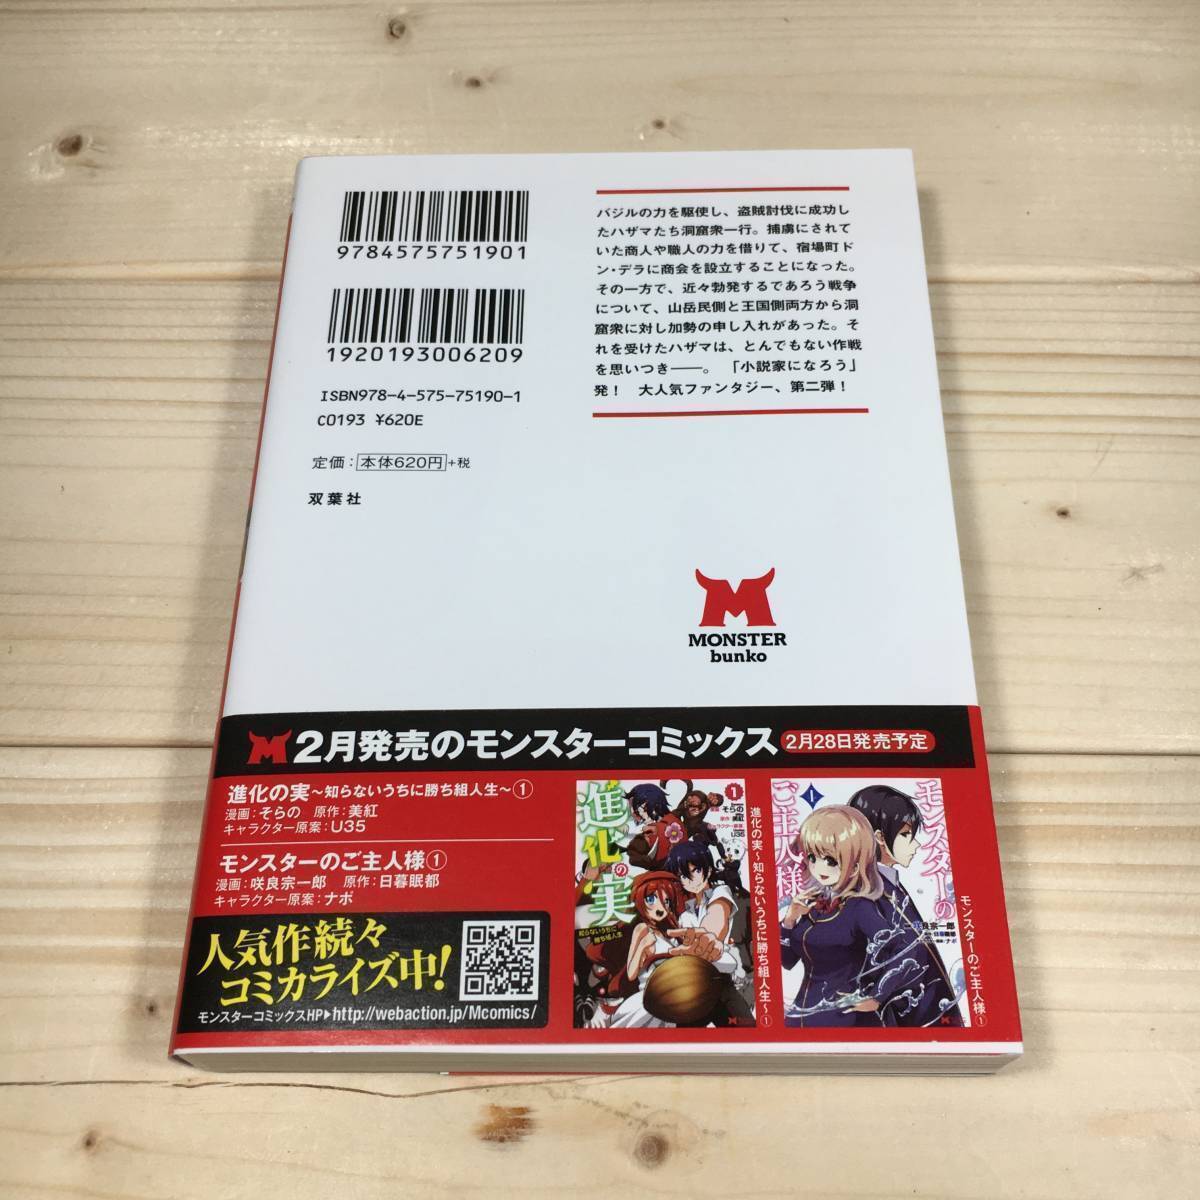 9784575751901
1920193006209
ISBN978-4-575-75190-1
C0193 ¥620E
定価：本体620円+税
双葉社
バジルの力を駆使し、盗賊討伐に成功し
たハザマたち洞窟衆一行。捕虜にされて
いた商人や職人の力を借りて、宿場町ド
ン・デラに商会を設立することになった。
その一方で、近々勃発するであろう戦争
について、山岳民側と王国側両方から洞
窟衆に対し加勢の申し入れがあった。そ
れを受けたハザマは、とんでもない作戦
を思いつき――。「小説家になろう」
発！　大人気ファンタジー、第二弾！
MONSTER
bunko
2月発売のモンスターコミックス 2月28日発売予定
進化の実～知らないうちに勝ち組人生～①
漫画：そらの　原作：美紅
キャラクター原案：U35
モンスターのご主人様①
漫画：咲良宗一郎　原作：日暮眠都
キャラクター原案：ナポ
人気作続々
コミカライズ中！
モンスターコミックスHP▶http://webaction.jp/Mcomics/
進化の実
1
そらの
美紅
U35
知らないうちに
勝ち組人生
進化の実～知らないうちに勝ち組人生～①
モンスターの
ご主人様
1
咲良宗一郎
モンスターのご主人様①